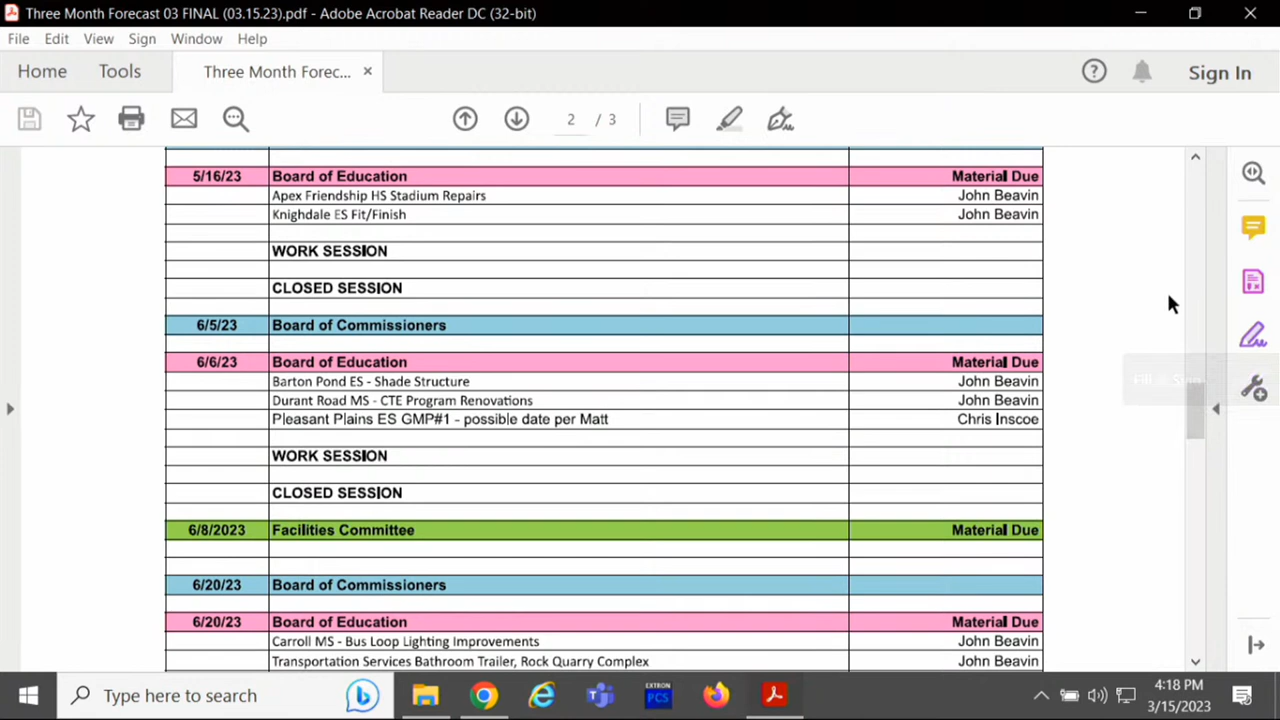 Three Month Forecast 03 FINAL (03.15.23).pdf - Adobe Acrobat Reader DC (32-bit)
File Edit View Sign Window Help
Home Tools Three Month Forec... × Sign In
2 / 3
5/16/23 Board of Education Material Due
Apex Friendship HS Stadium Repairs John Beavin
Knighdale ES Fit/Finish John Beavin
WORK SESSION
CLOSED SESSION
6/5/23 Board of Commissioners
6/6/23 Board of Education Material Due
Barton Pond ES - Shade Structure John Beavin
Durant Road MS - CTE Program Renovations John Beavin
Pleasant Plains ES GMP#1 - possible date per Matt Chris Inscoe
WORK SESSION
CLOSED SESSION
6/8/2023 Facilities Committee Material Due
6/20/23 Board of Commissioners
6/20/23 Board of Education Material Due
Carroll MS - Bus Loop Lighting Improvements John Beavin
Transportation Services Bathroom Trailer, Rock Quarry Complex John Beavin
Fill & Sign
Type here to search
EXTRON
PCS
4:18 PM
3/15/2023